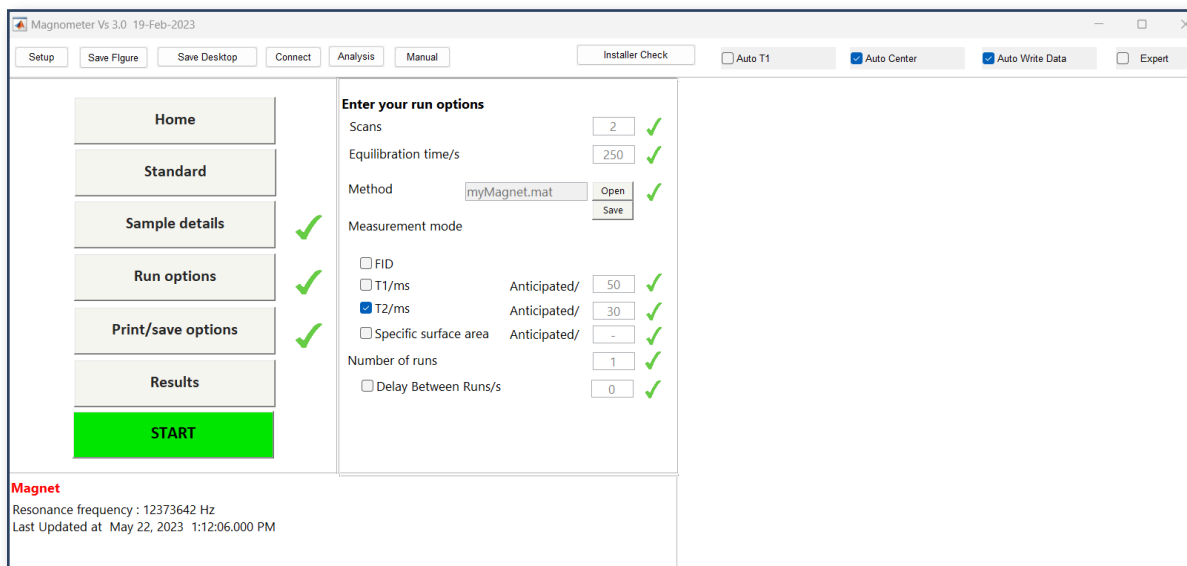 Magnometer Vs 3.0 19-Feb-2023
Setup
Save FIgure
Save Desktop
Connect
Analysis
Manual
Installer Check
Auto T1
Auto Center
Auto Write Data
Expert
Home
Standard
Sample details
Run options
Print/save options
Results
START
Enter your run options
Scans 2
Equilibration time/s 250
Method myMagnet.mat Open
Save
Measurement mode
FID
T1/ms Anticipated/ 50
T2/ms Anticipated/ 30
Specific surface area Anticipated/ -
Number of runs 1
Delay Between Runs/s 0
Magnet
Resonance frequency : 12373642 Hz
Last Updated at May 22, 2023 1:12:06.000 PM